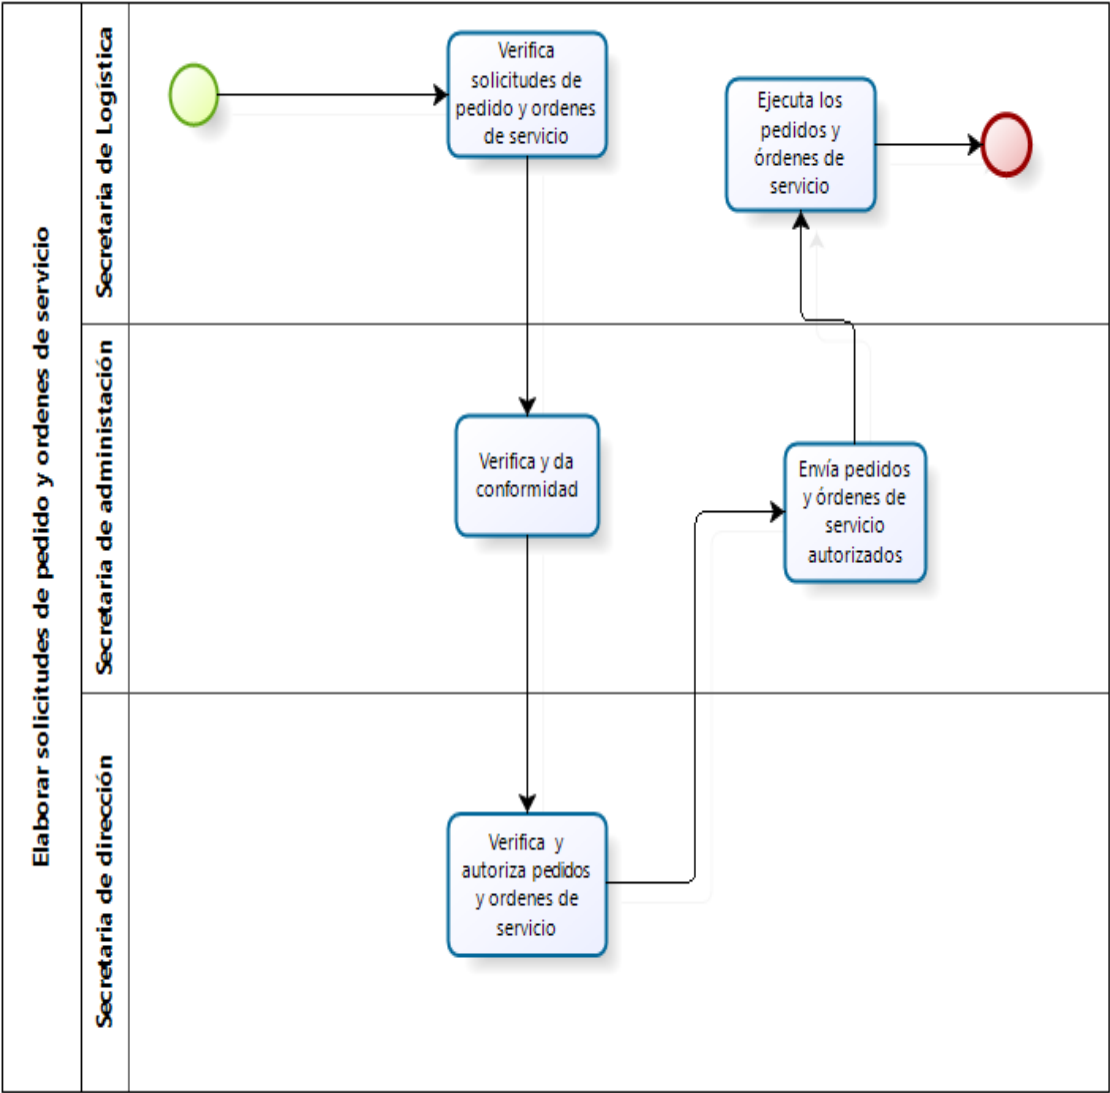 Elaborar solicitudes de pedido y ordenes de servicio
Secretaria de Logística
Verifica
solicitudes de
pedido y ordenes
de servicio
Ejecuta los
pedidos y
órdenes de
servicio
Secretaria de administación
Verifica y da
conformidad
Envía pedidos
y órdenes de
servicio
autorizados
Secretaria de dirección
Verifica y
autoriza pedidos
y ordenes de
servicio